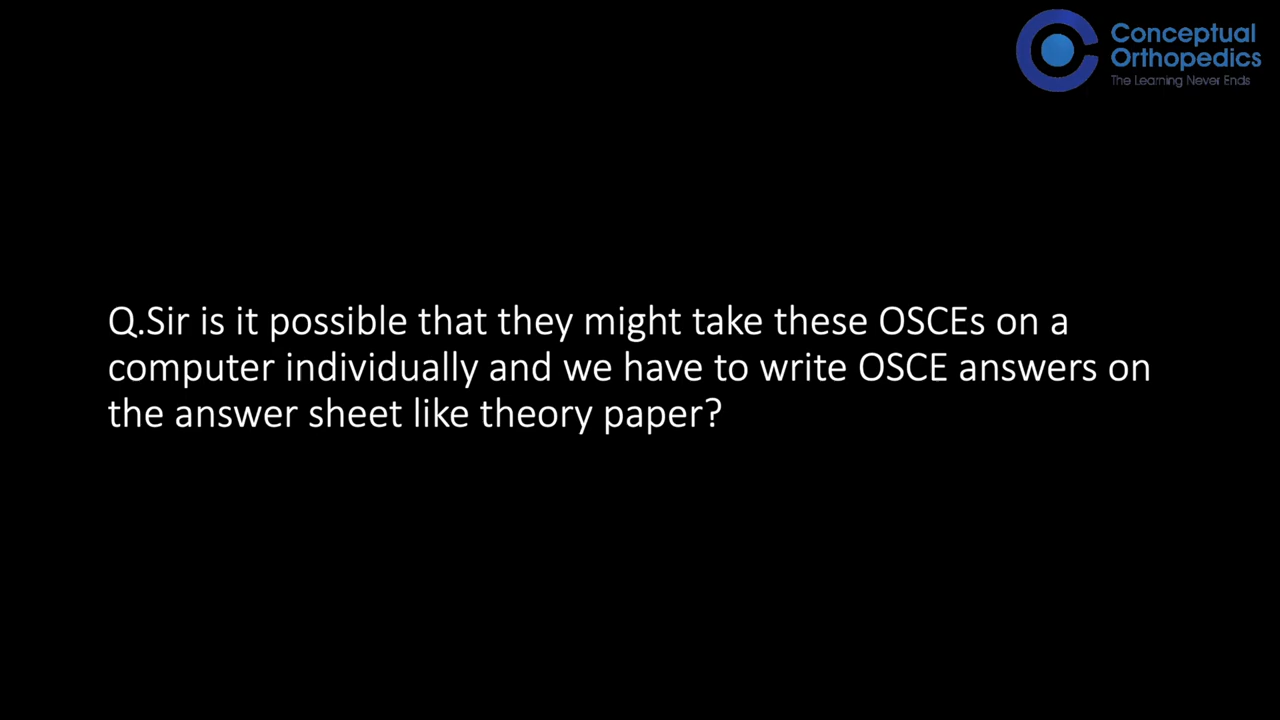 Conceptual
Orthopedics
The Learning Never Ends
Q.Sir is it possible that they might take these OSCEs on a
computer individually and we have to write OSCE answers on
the answer sheet like theory paper?